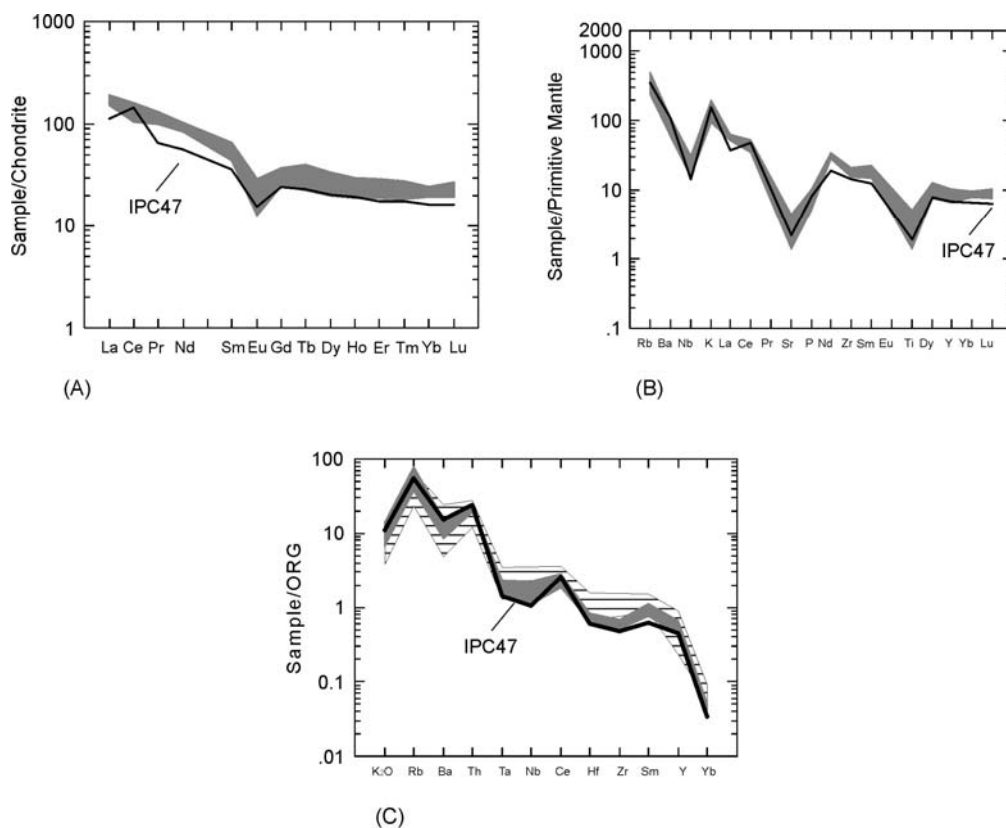 1000
100
10
1
Sample/Chondrite
IPC47
La Ce Pr Nd Sm Eu Gd Tb Dy Ho Er Tm Yb Lu
(A)
2000
1000
100
10
1
.1
Sample/Primitive Mantle
IPC47
Rb Ba Nb K La Ce Pr Sr P Nd Zr Sm Eu Ti Dy Y Yb Lu
(B)
100
10
1
0.1
.01
Sample/ORG
IPC47
K₂O Rb Ba Th Ta Nb Ce Hf Zr Sm Y Yb
(C)